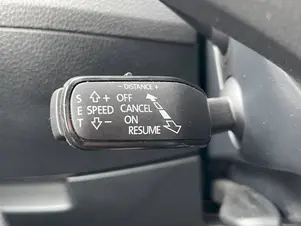 - DISTANCE +
S + OFF
E SPEED CANCEL
T - ON
RESUME